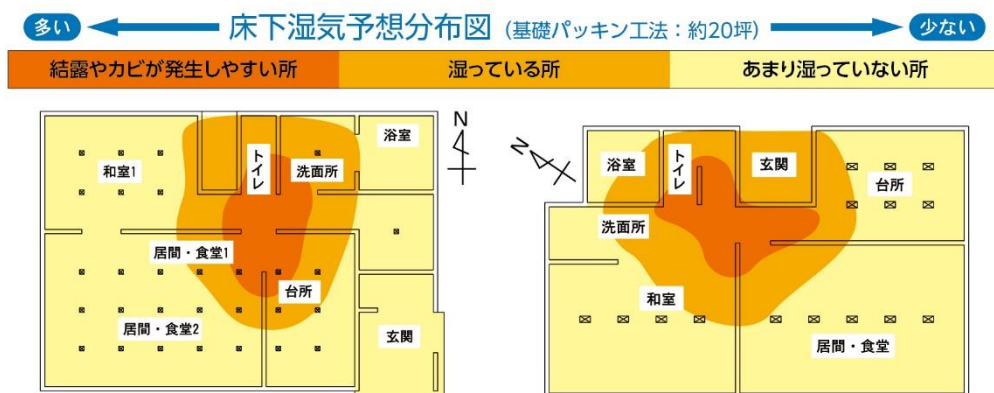 多い 床下湿気予想分布図 (基礎パッキン工法:約20坪) 少ない
結露やカビが発生しやすい所 湿っている所 あまり湿っていない所
和室1
トイレ
洗面所
浴室
居間・食堂1
台所
居間・食堂2
玄関
N
N
浴室
トイレ
玄関
台所
洗面所
和室
居間・食堂